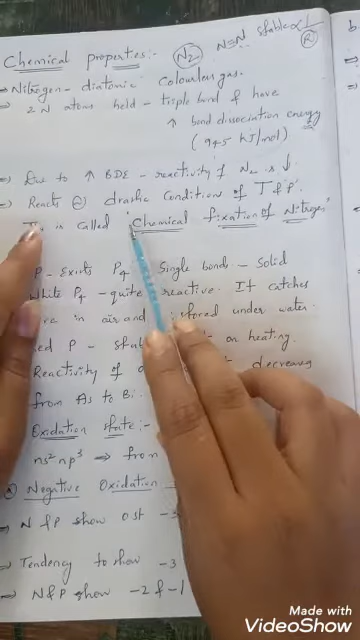 Chemical properties:- N2 N≡N Stable ∝ 1/R
⇒ Nitrogen - diatomic Colourless gas.
⇒ 2 N atoms held - triple bond & have
↑ bond dissociation energy
(945 kJ/mol)
⇒ Due to ↑ BDE - reactivity of N is ↓.
⇒ Reacts @ drastic Condition of T & P.
is called 'Chemical fixation of Nitrogen'
P - Exists P4 Single bonds - Solid
White P4 - quite reactive. It catches
in air and stored under water.
P - on heating.
Reactivity of decreases
from As to Bi.
Oxidation state:-
ns² np³ ⇒ from
Negative Oxidation
⇒ N & P show O st -3
⇒ Tendency to show -3
⇒ N & P show -2 & -1
Made with
VideoShow